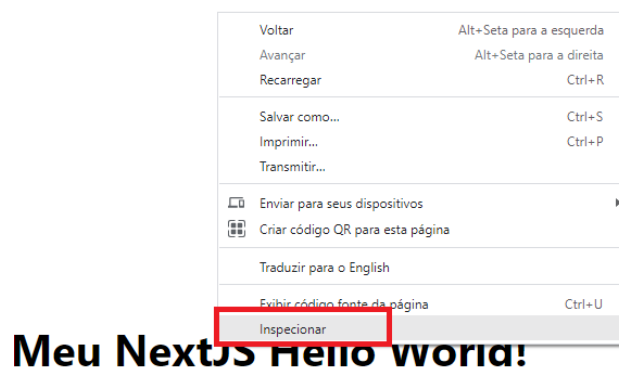 Voltar Alt+Seta para a esquerda
Avançar Alt+Seta para a direita
Recarregar Ctrl+R
Salvar como... Ctrl+S
Imprimir... Ctrl+P
Transmitir...
Enviar para seus dispositivos
Criar código QR para esta página
Traduzir para o English
Exibir código fonte da página Ctrl+U
Inspecionar
Meu NextJS Hello World!